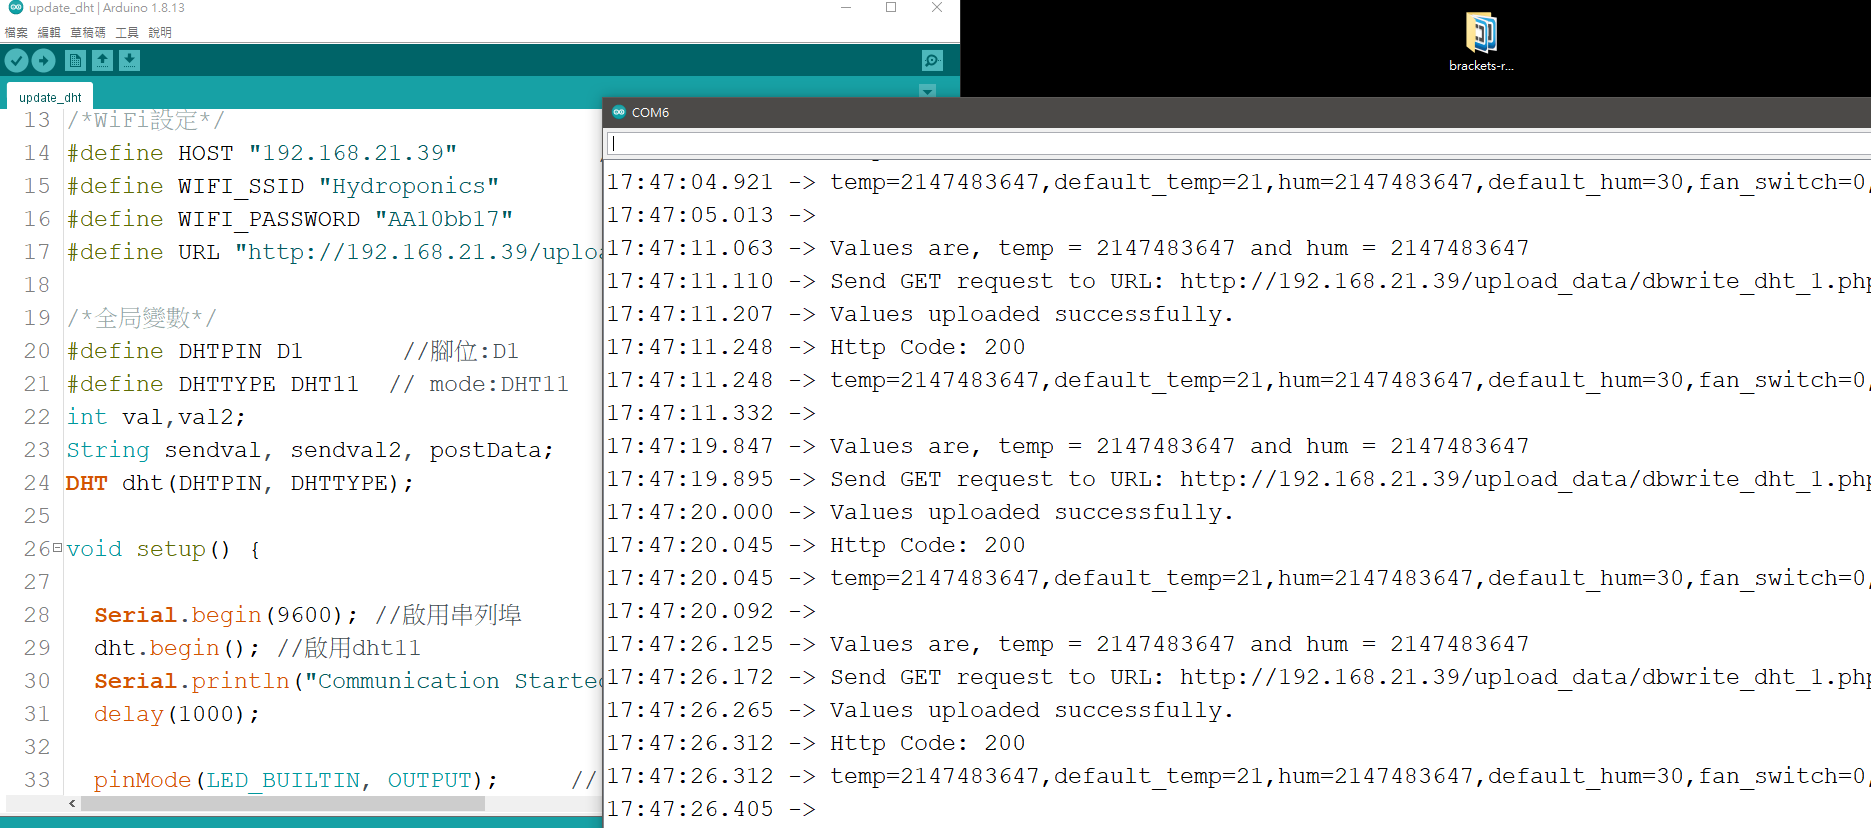 update_dht | Arduino 1.8.13
檔案 編輯 草稿碼 工具 說明
update_dht
13 /*WiFi設定*/
14 #define HOST "192.168.21.39"
15 #define WIFI_SSID "Hydroponics"
16 #define WIFI_PASSWORD "AA10bb17"
17 #define URL "http://192.168.21.39/uploa
18
19 /*全局變數*/
20 #define DHTPIN D1 //腳位:D1
21 #define DHTTYPE DHT11 // mode:DHT11
22 int val,val2;
23 String sendval, sendval2, postData;
24 DHT dht(DHTPIN, DHTTYPE);
25
26 void setup() {
27
28 Serial.begin(9600); //啟用串列埠
29 dht.begin(); //啟用dht11
30 Serial.println("Communication Started
31 delay(1000);
32
33 pinMode(LED_BUILTIN, OUTPUT); //
brackets-r...
COM6
17:47:04.921 -> temp=2147483647,default_temp=21,hum=2147483647,default_hum=30,fan_switch=0,
17:47:05.013 ->
17:47:11.063 -> Values are, temp = 2147483647 and hum = 2147483647
17:47:11.110 -> Send GET request to URL: http://192.168.21.39/upload_data/dbwrite_dht_1.php
17:47:11.207 -> Values uploaded successfully.
17:47:11.248 -> Http Code: 200
17:47:11.248 -> temp=2147483647,default_temp=21,hum=2147483647,default_hum=30,fan_switch=0,
17:47:11.332 ->
17:47:19.847 -> Values are, temp = 2147483647 and hum = 2147483647
17:47:19.895 -> Send GET request to URL: http://192.168.21.39/upload_data/dbwrite_dht_1.php
17:47:20.000 -> Values uploaded successfully.
17:47:20.045 -> Http Code: 200
17:47:20.045 -> temp=2147483647,default_temp=21,hum=2147483647,default_hum=30,fan_switch=0,
17:47:20.092 ->
17:47:26.125 -> Values are, temp = 2147483647 and hum = 2147483647
17:47:26.172 -> Send GET request to URL: http://192.168.21.39/upload_data/dbwrite_dht_1.php
17:47:26.265 -> Values uploaded successfully.
17:47:26.312 -> Http Code: 200
17:47:26.312 -> temp=2147483647,default_temp=21,hum=2147483647,default_hum=30,fan_switch=0,
17:47:26.405 ->